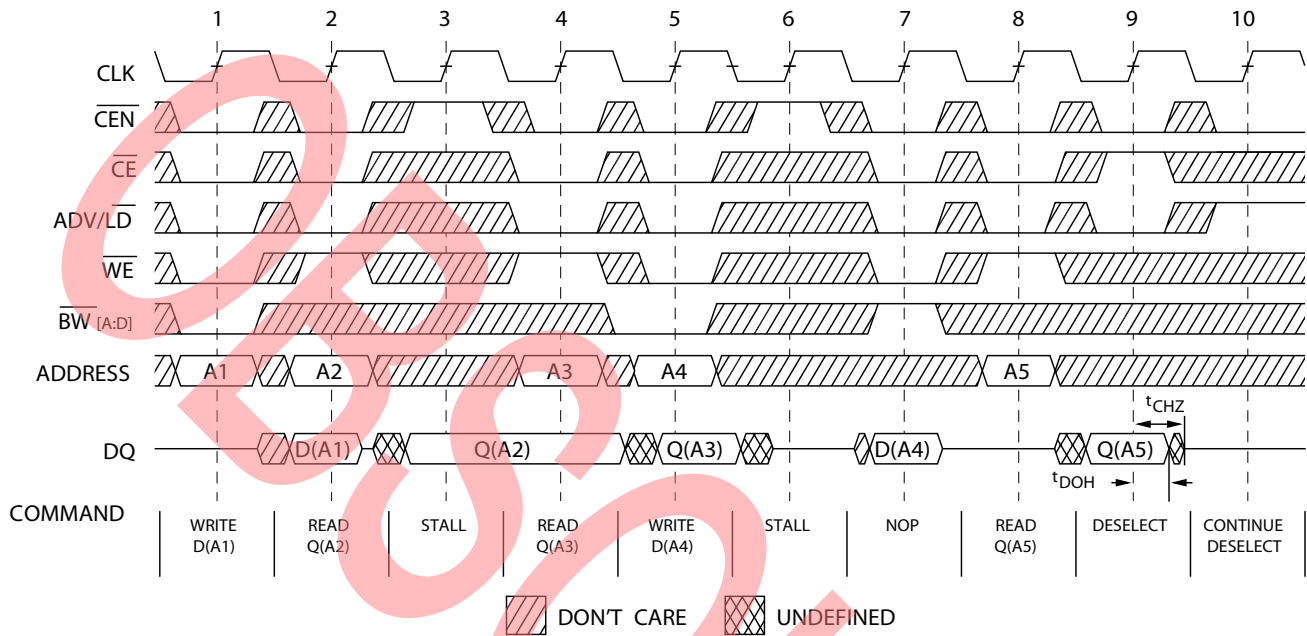 1 2 3 4 5 6 7 8 9 10
CLK
CEN
CE
ADV/LD
WE
BW [A:D]
ADDRESS A1 A2 A3 A4 A5
tCHZ
DQ D(A1) Q(A2) Q(A3) D(A4) Q(A5)
tDOH
COMMAND
WRITE READ STALL READ WRITE STALL NOP READ DESELECT CONTINUE
D(A1) Q(A2) Q(A3) D(A4) Q(A5) DESELECT
DON'T CARE UNDEFINED